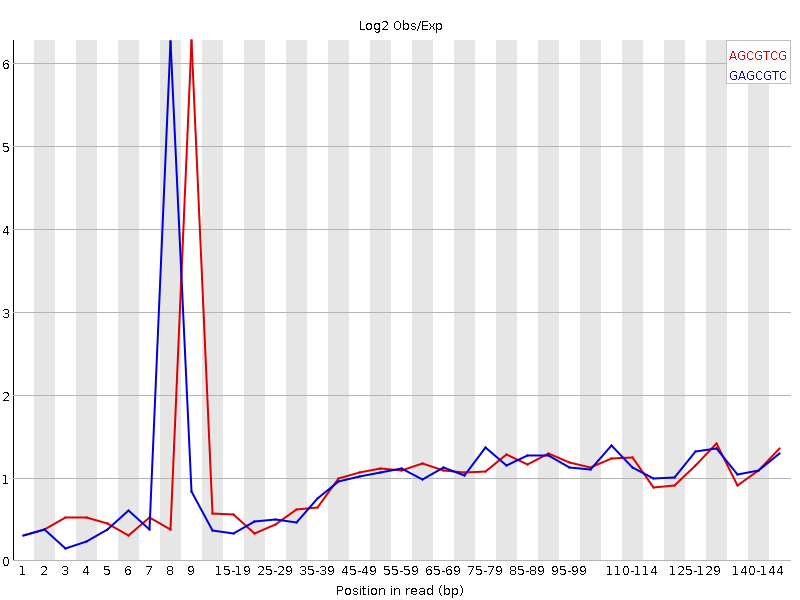 Log2 Obs/Exp
AGCGTCG
GAGCGTC
6
5
4
3
2
1
0
1 2 3 4 5 6 7 8 9 15-19 25-29 35-39 45-49 55-59 65-69 75-79 85-89 95-99 110-114 125-129 140-144
Position in read (bp)